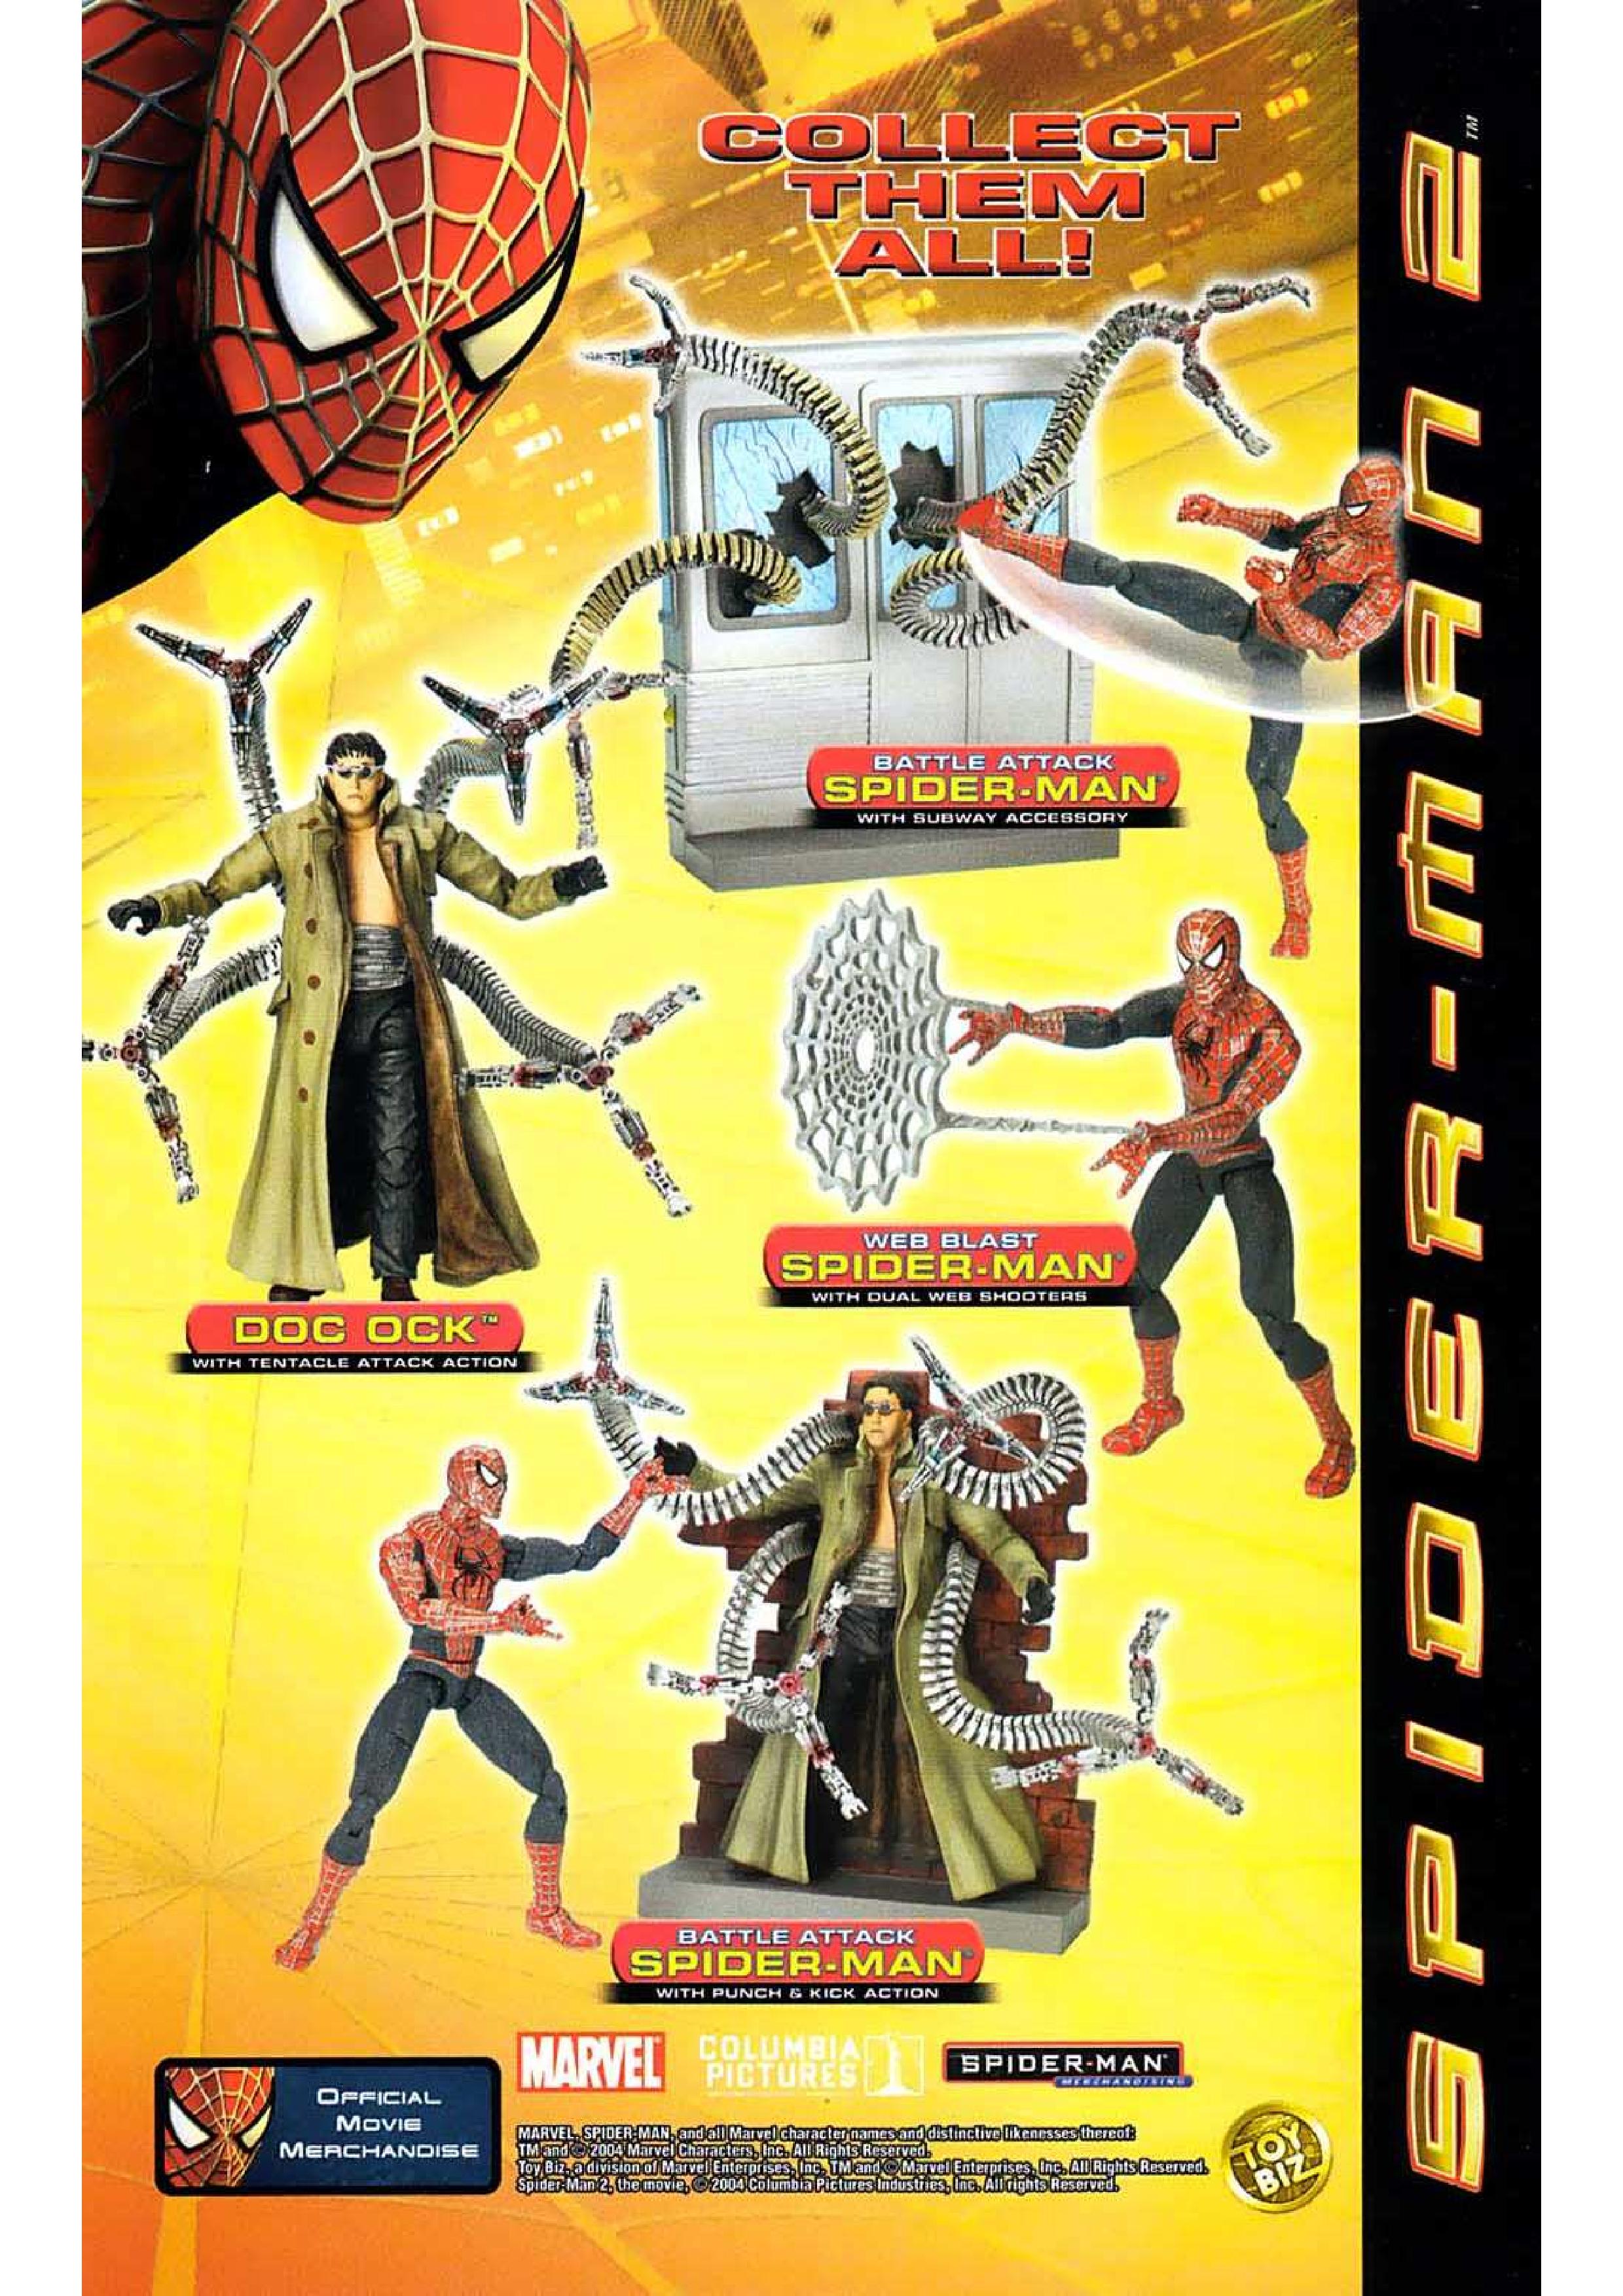 COLLECT
THEM
ALL!
SPIDER-MAN 2™
BATTLE ATTACK
SPIDER-MAN®
WITH SUBWAY ACCESSORY
WEB BLAST
SPIDER-MAN®
WITH DUAL WEB SHOOTERS
DOC OCK™
WITH TENTACLE ATTACK ACTION
BATTLE ATTACK
SPIDER-MAN®
WITH PUNCH & KICK ACTION
MARVEL
COLUMBIA
PICTURES
SPIDER-MAN®
MERCHANDISING
OFFICIAL
MOVIE
MERCHANDISE
MARVEL, SPIDER-MAN, and all Marvel character names and distinctive likenesses thereof:
TM and © 2004 Marvel Characters, Inc. All Rights Reserved.
Toy Biz, a division of Marvel Enterprises, Inc. TM and © Marvel Enterprises, Inc. All Rights Reserved.
Spider-Man 2, the movie, © 2004 Columbia Pictures Industries, Inc. All rights Reserved.
TOY
BIZ